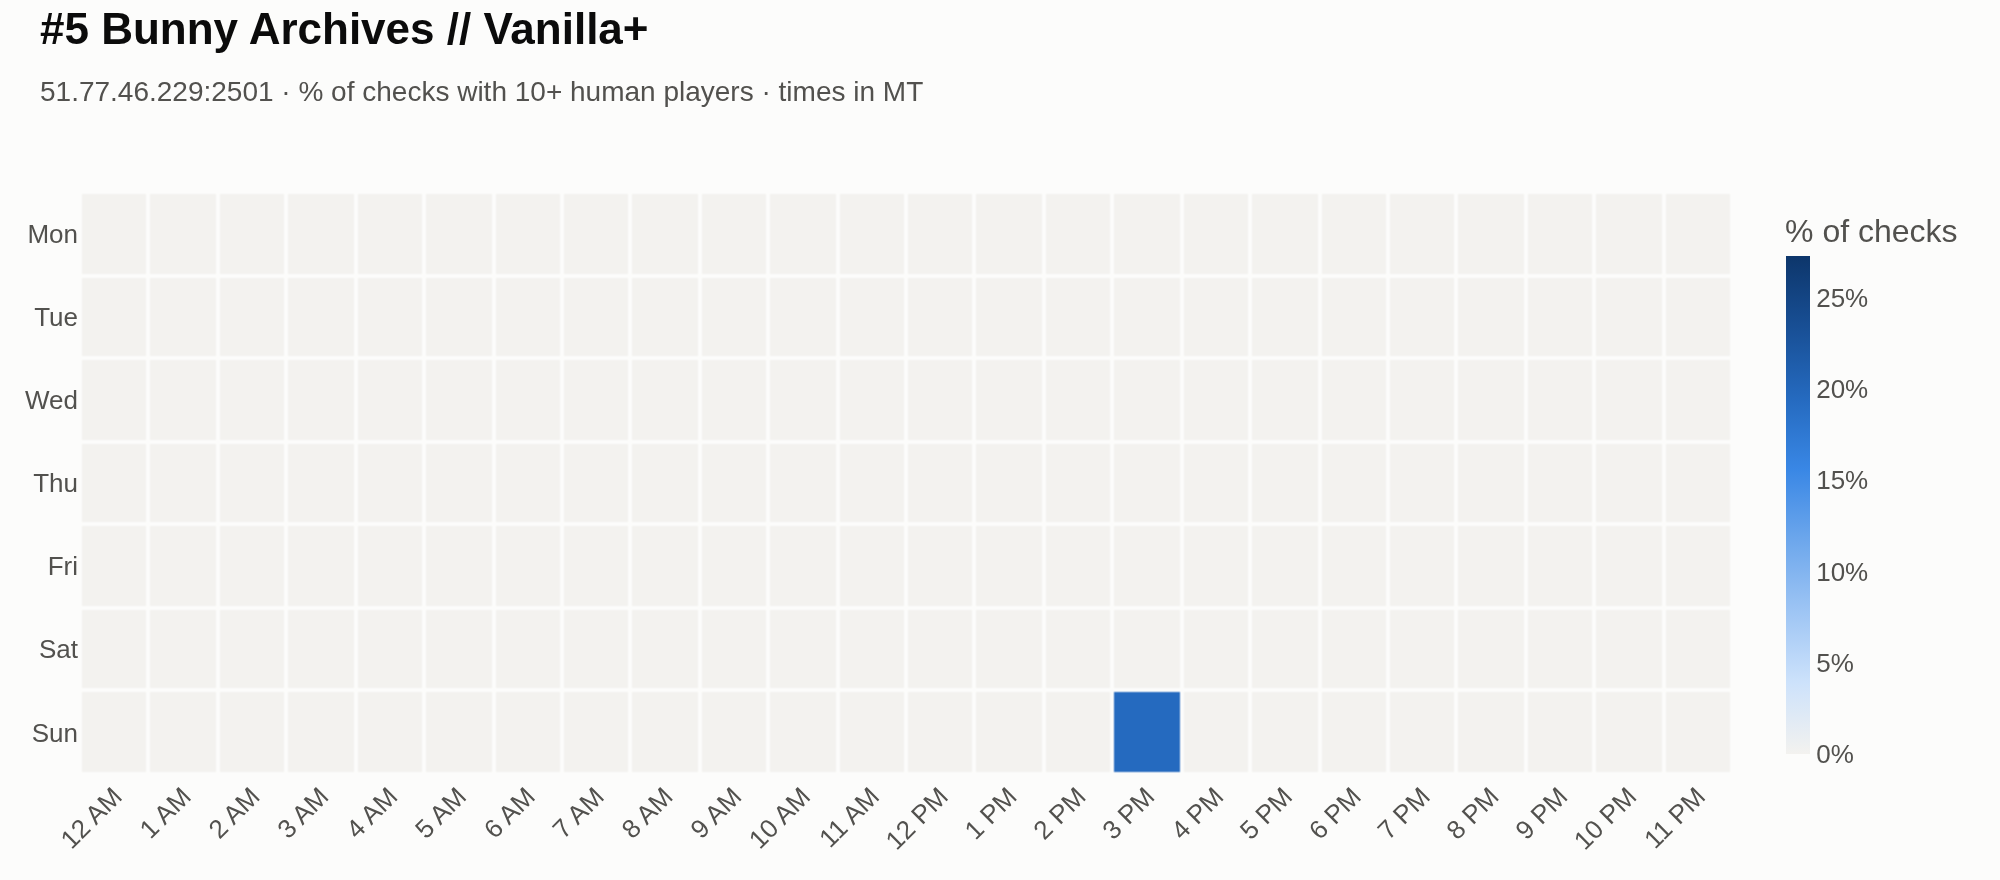 #5 Bunny Archives // Vanilla+
51.77.46.229:2501 · % of checks with 10+ human players · times in MT
% of checks
Mon
Tue
Wed
Thu
Fri
Sat
Sun
25%
20%
15%
10%
5%
0%
12 AM
1 AM
2 AM
3 AM
4 AM
5 AM
6 AM
7 AM
8 AM
9 AM
10 AM
11 AM
12 PM
1 PM
2 PM
3 PM
4 PM
5 PM
6 PM
7 PM
8 PM
9 PM
10 PM
11 PM